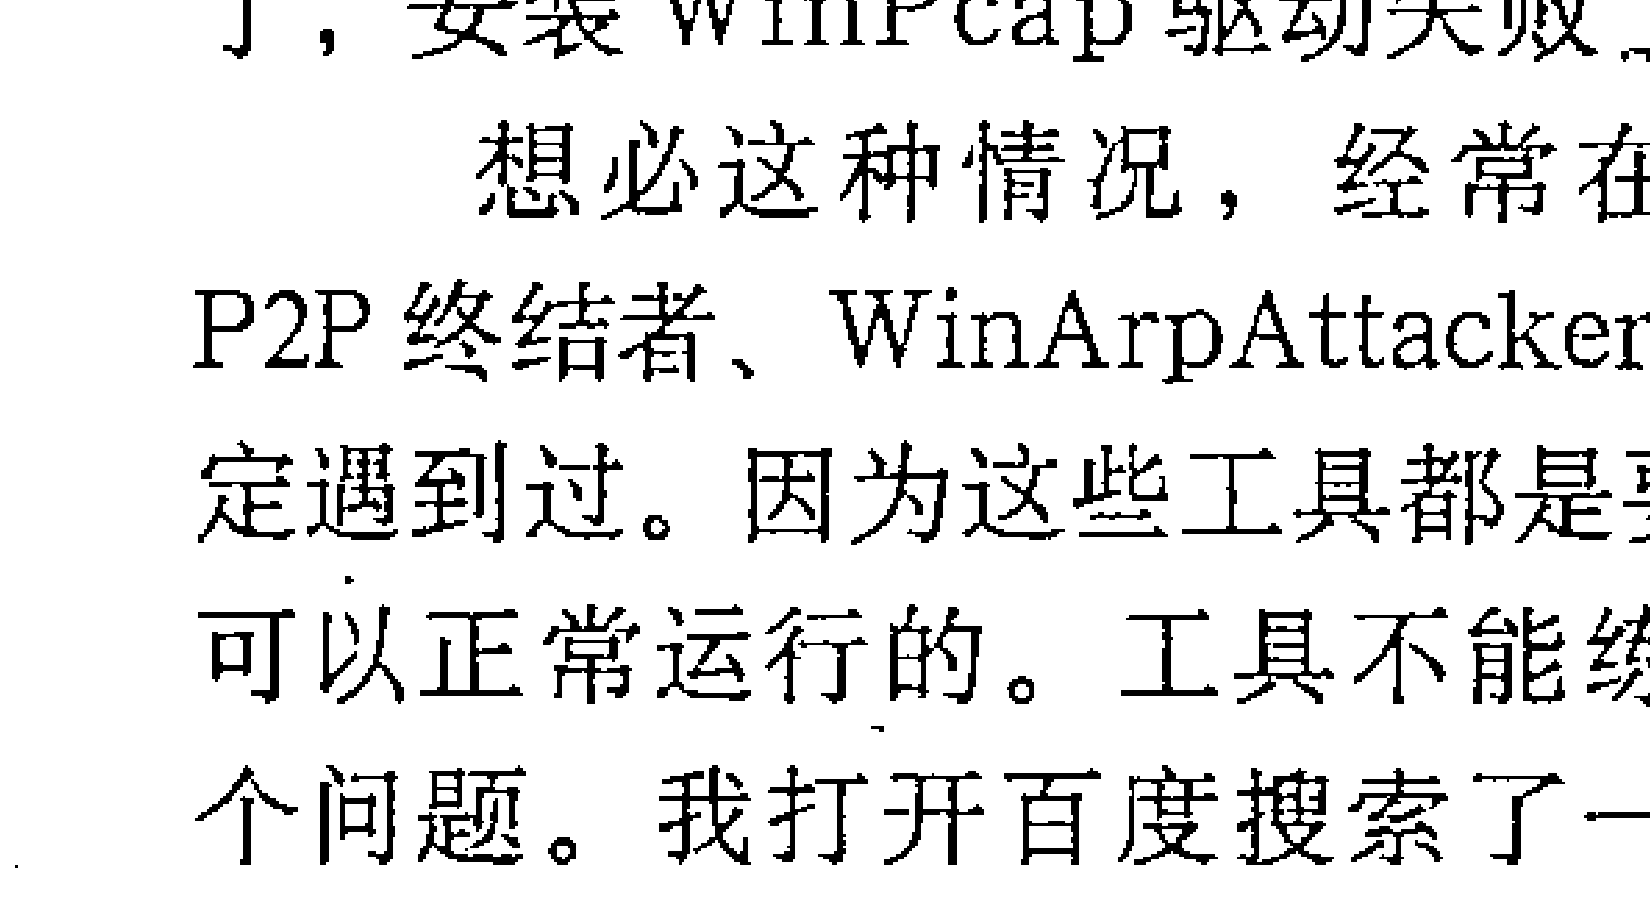 了，安装 WinPcap 驱动失败
想必这种情况，经常在
P2P 终结者、WinArpAttacker
定遇到过。因为这些工具都是
可以正常运行的。工具不能
个问题。我打开百度搜索了一